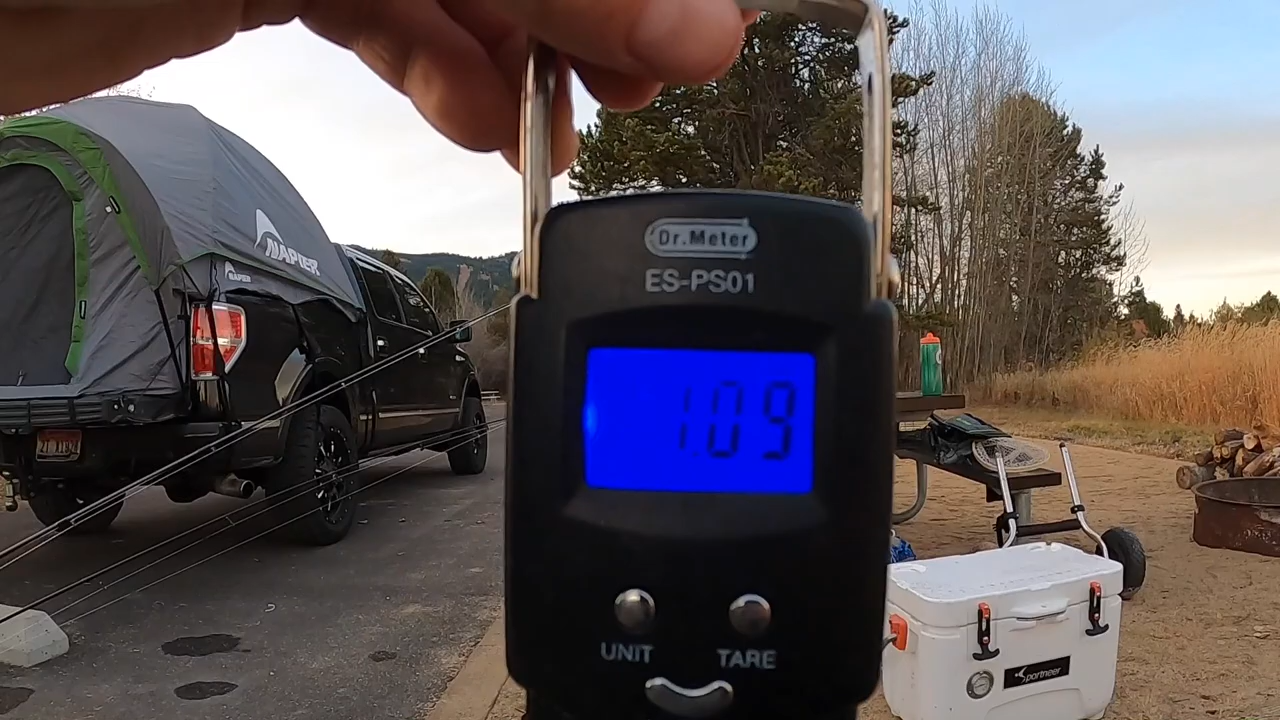 NAPIER
NAPIER
Dr.Meter
ES-PS01
1.09
UNIT
TARE
Sportneer